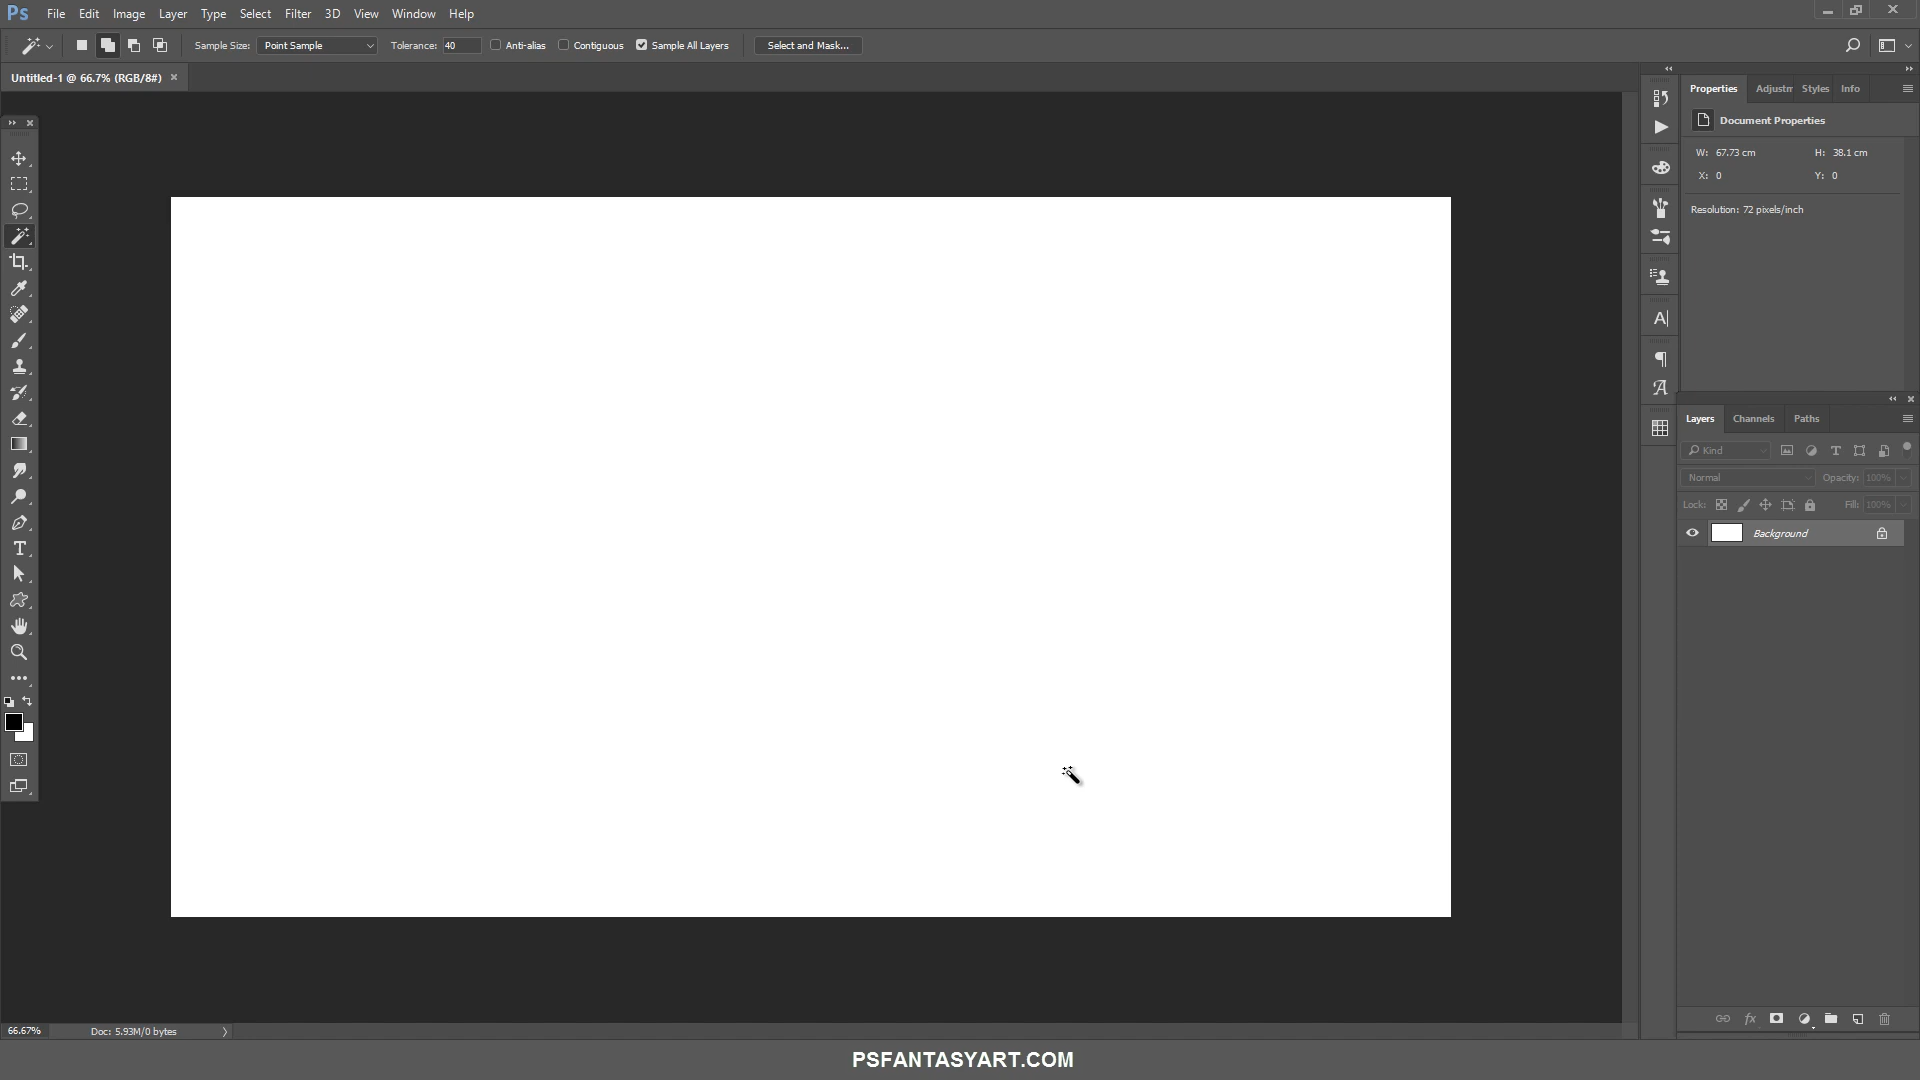 Ps File Edit Image Layer Type Select Filter 3D View Window Help
Sample Size: Point Sample Tolerance: 40 Anti-alias Contiguous Sample All Layers Select and Mask...
Untitled-1 @ 66.7% (RGB/8#)
Properties Adjustm Styles Info
Document Properties
W: 67.73 cm H: 38.1 cm
X: 0 Y: 0
Resolution: 72 pixels/inch
Layers Channels Paths
Kind
Normal Opacity: 100%
Lock: Fill: 100%
Background
fx
66.67% Doc: 5.93M/0 bytes
PSFANTASYART.COM